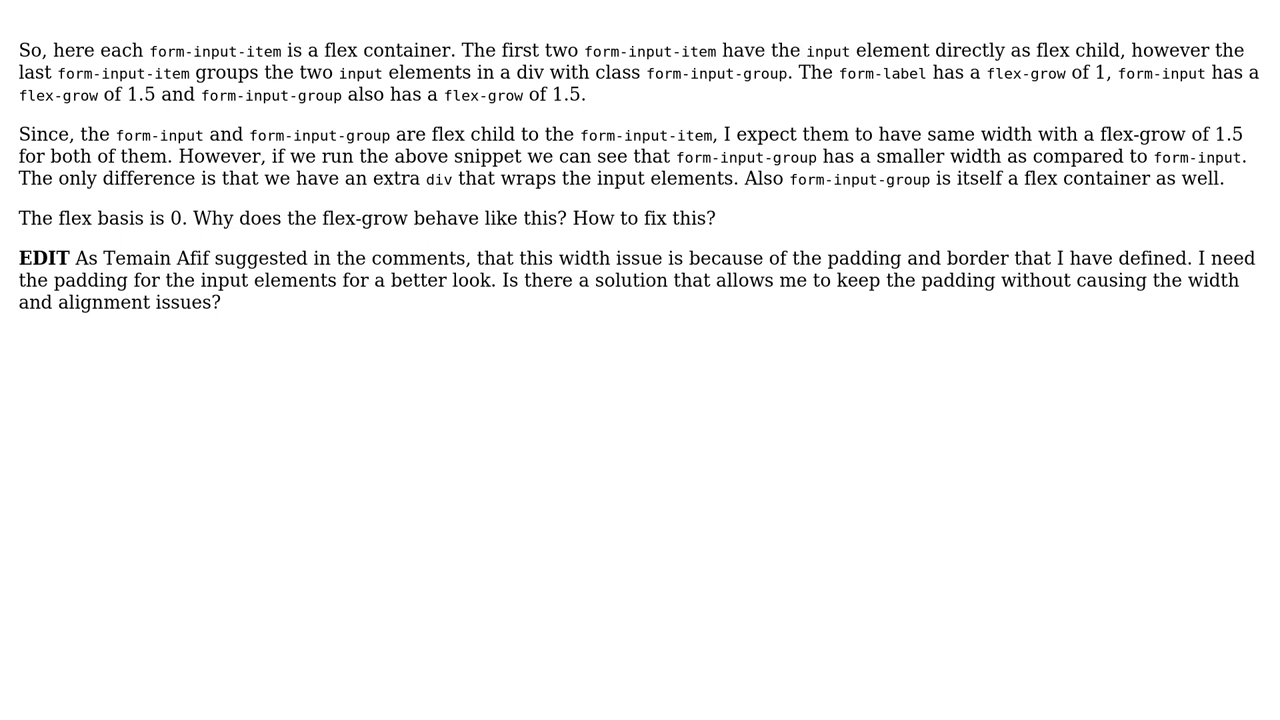 So, here each form-input-item is a flex container. The first two form-input-item have the input element directly as flex child, however the
last form-input-item groups the two input elements in a div with class form-input-group. The form-label has a flex-grow of 1, form-input has a
flex-grow of 1.5 and form-input-group also has a flex-grow of 1.5.
Since, the form-input and form-input-group are flex child to the form-input-item, I expect them to have same width with a flex-grow of 1.5
for both of them. However, if we run the above snippet we can see that form-input-group has a smaller width as compared to form-input.
The only difference is that we have an extra div that wraps the input elements. Also form-input-group is itself a flex container as well.
The flex basis is 0. Why does the flex-grow behave like this? How to fix this?
EDIT As Temain Afif suggested in the comments, that this width issue is because of the padding and border that I have defined. I need
the padding for the input elements for a better look. Is there a solution that allows me to keep the padding without causing the width
and alignment issues?